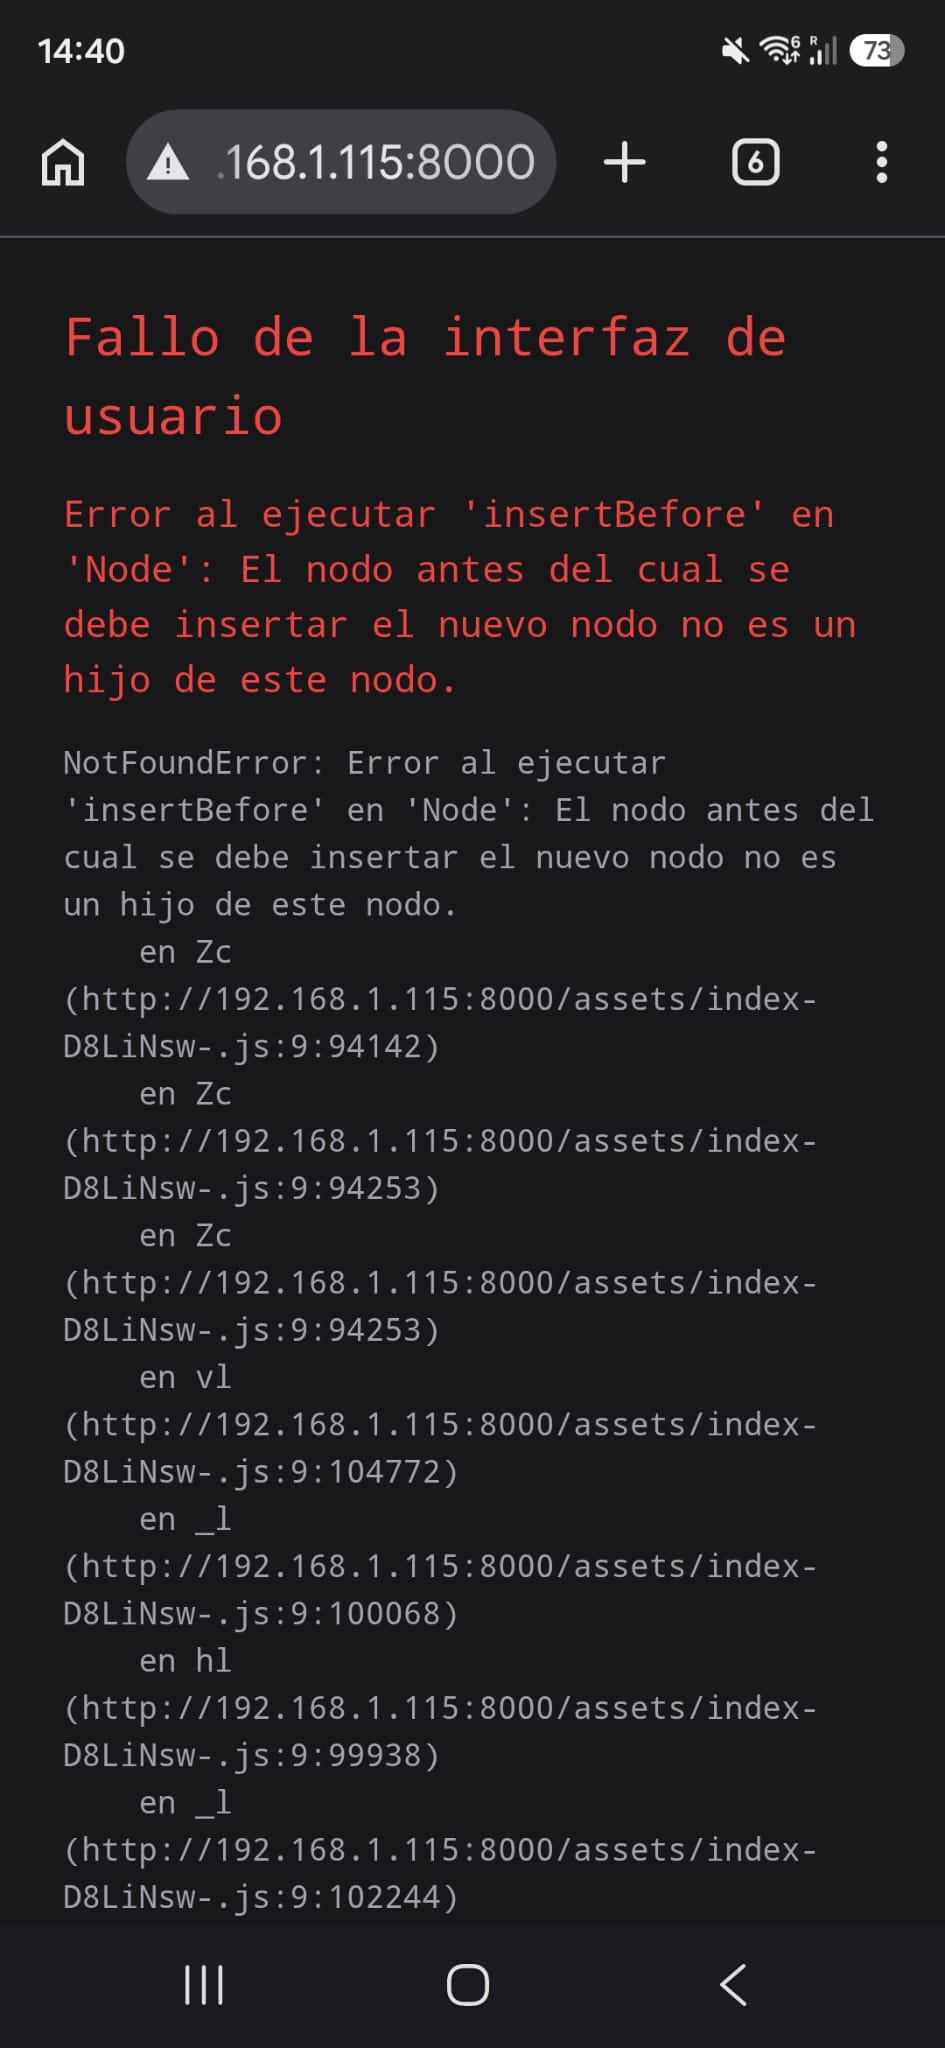 14:40
6
R
73
.168.1.115:8000
6
Fallo de la interfaz de
usuario
Error al ejecutar 'insertBefore' en
'Node': El nodo antes del cual se
debe insertar el nuevo nodo no es un
hijo de este nodo.
NotFoundError: Error al ejecutar
'insertBefore' en 'Node': El nodo antes del
cual se debe insertar el nuevo nodo no es
un hijo de este nodo.
en Zc
(http://192.168.1.115:8000/assets/index-
D8LiNsw-.js:9:94142)
en Zc
(http://192.168.1.115:8000/assets/index-
D8LiNsw-.js:9:94253)
en Zc
(http://192.168.1.115:8000/assets/index-
D8LiNsw-.js:9:94253)
en vl
(http://192.168.1.115:8000/assets/index-
D8LiNsw-.js:9:104772)
en _l
(http://192.168.1.115:8000/assets/index-
D8LiNsw-.js:9:100068)
en hl
(http://192.168.1.115:8000/assets/index-
D8LiNsw-.js:9:99938)
en _l
(http://192.168.1.115:8000/assets/index-
D8LiNsw-.js:9:102244)